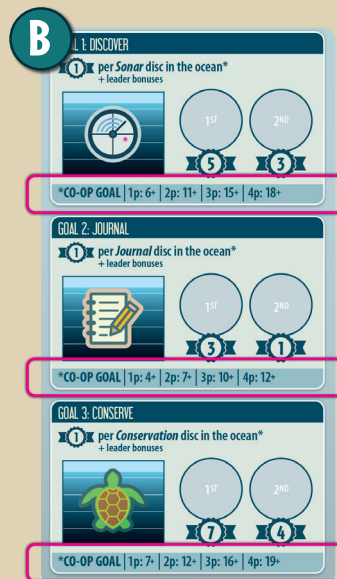 B
AL 1: DISCOVER
1 per Sonar disc in the ocean*
+ leader bonuses
1ST 2ND
5 3
*CO-OP GOAL | 1p: 6+ | 2p: 11+ | 3p: 15+ | 4p: 18+
GOAL 2: JOURNAL
1 per Journal disc in the ocean*
+ leader bonuses
1ST 2ND
3 1
*CO-OP GOAL | 1p: 4+ | 2p: 7+ | 3p: 10+ | 4p: 12+
GOAL 3: CONSERVE
1 per Conservation disc in the ocean*
+ leader bonuses
1ST 2ND
7 4
*CO-OP GOAL | 1p: 7+ | 2p: 12+ | 3p: 16+ | 4p: 19+